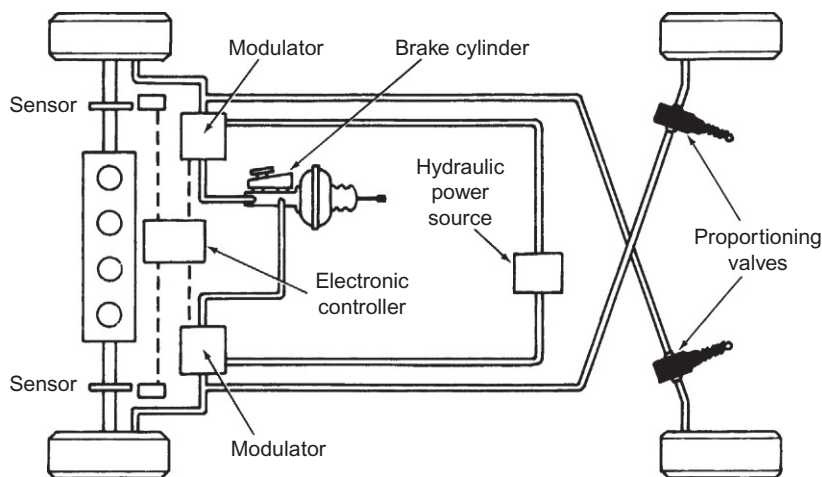 Modulator
Brake cylinder
Sensor
Hydraulic
power
source
Proportioning
valves
Electronic
controller
Sensor
Modulator